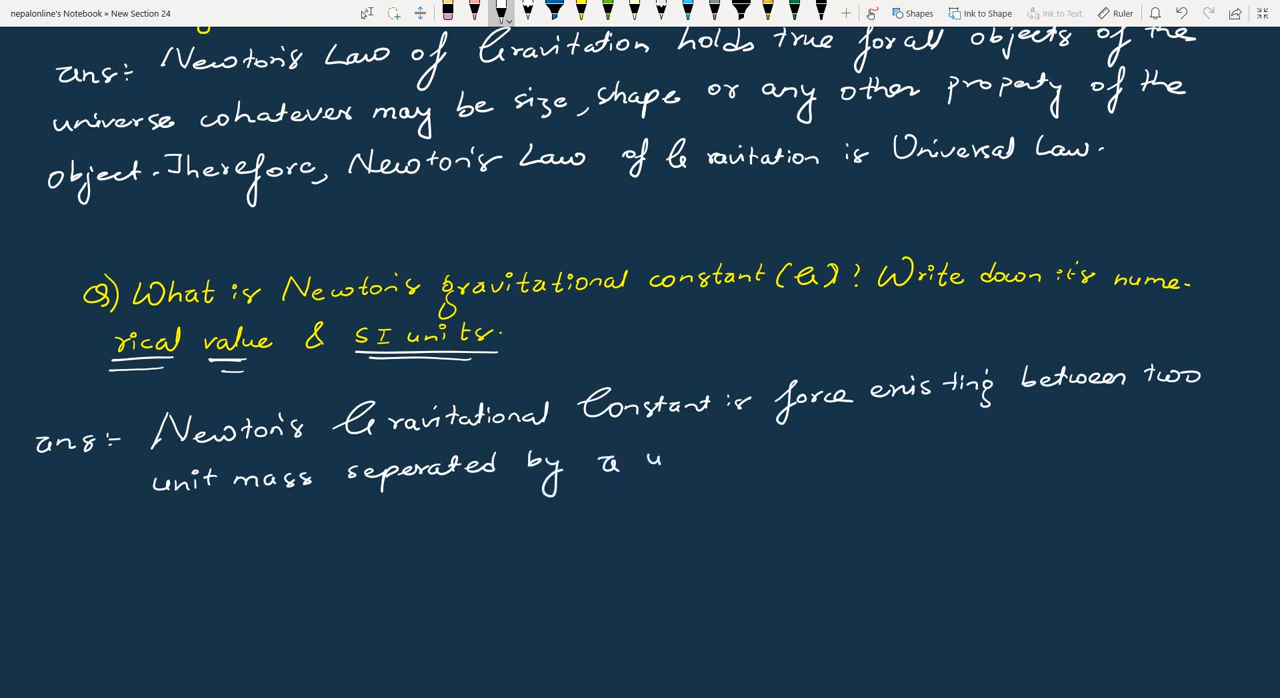 nepalonline's Notebook » New Section 24
Shapes Ink to Shape Ink to Text Ruler
ans:- Newton's Law of Gravitation holds true for all objects of the
universe whatever may be size, shape or any other property of the
object. Therefore, Newton's Law of Gravitation is Universal Law.
Q) What is Newton's gravitational constant (G)? Write down it's nume-
rical value & SI units.
ans:- Newton's Gravitational Constant is force existing between two
unit mass seperated by a u